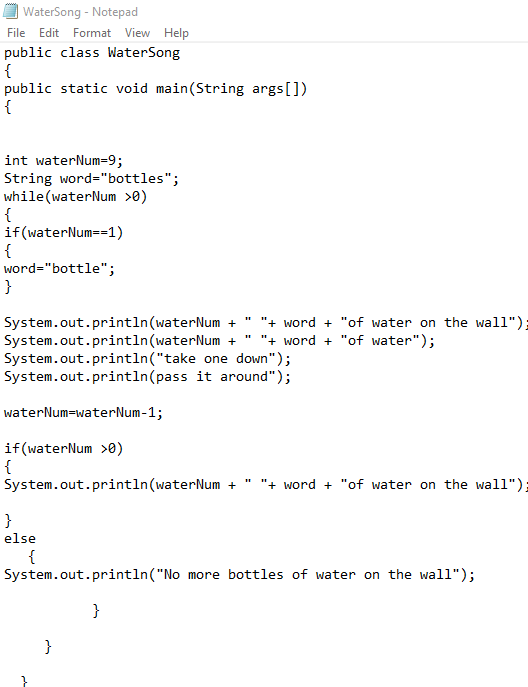 WaterSong - Notepad
File Edit Format View Help
public class WaterSong
{
public static void main(String args[])
{
int waterNum=9;
String word="bottles";
while(waterNum >0)
{
if(waterNum==1)
{
word="bottle";
}
System.out.println(waterNum + " "+ word + "of water on the wall");
System.out.println(waterNum + " "+ word + "of water");
System.out.println("take one down");
System.out.println(pass it around");
waterNum=waterNum-1;
if(waterNum >0)
{
System.out.println(waterNum + " "+ word + "of water on the wall");
}
else
{
System.out.println("No more bottles of water on the wall");
}
}
}